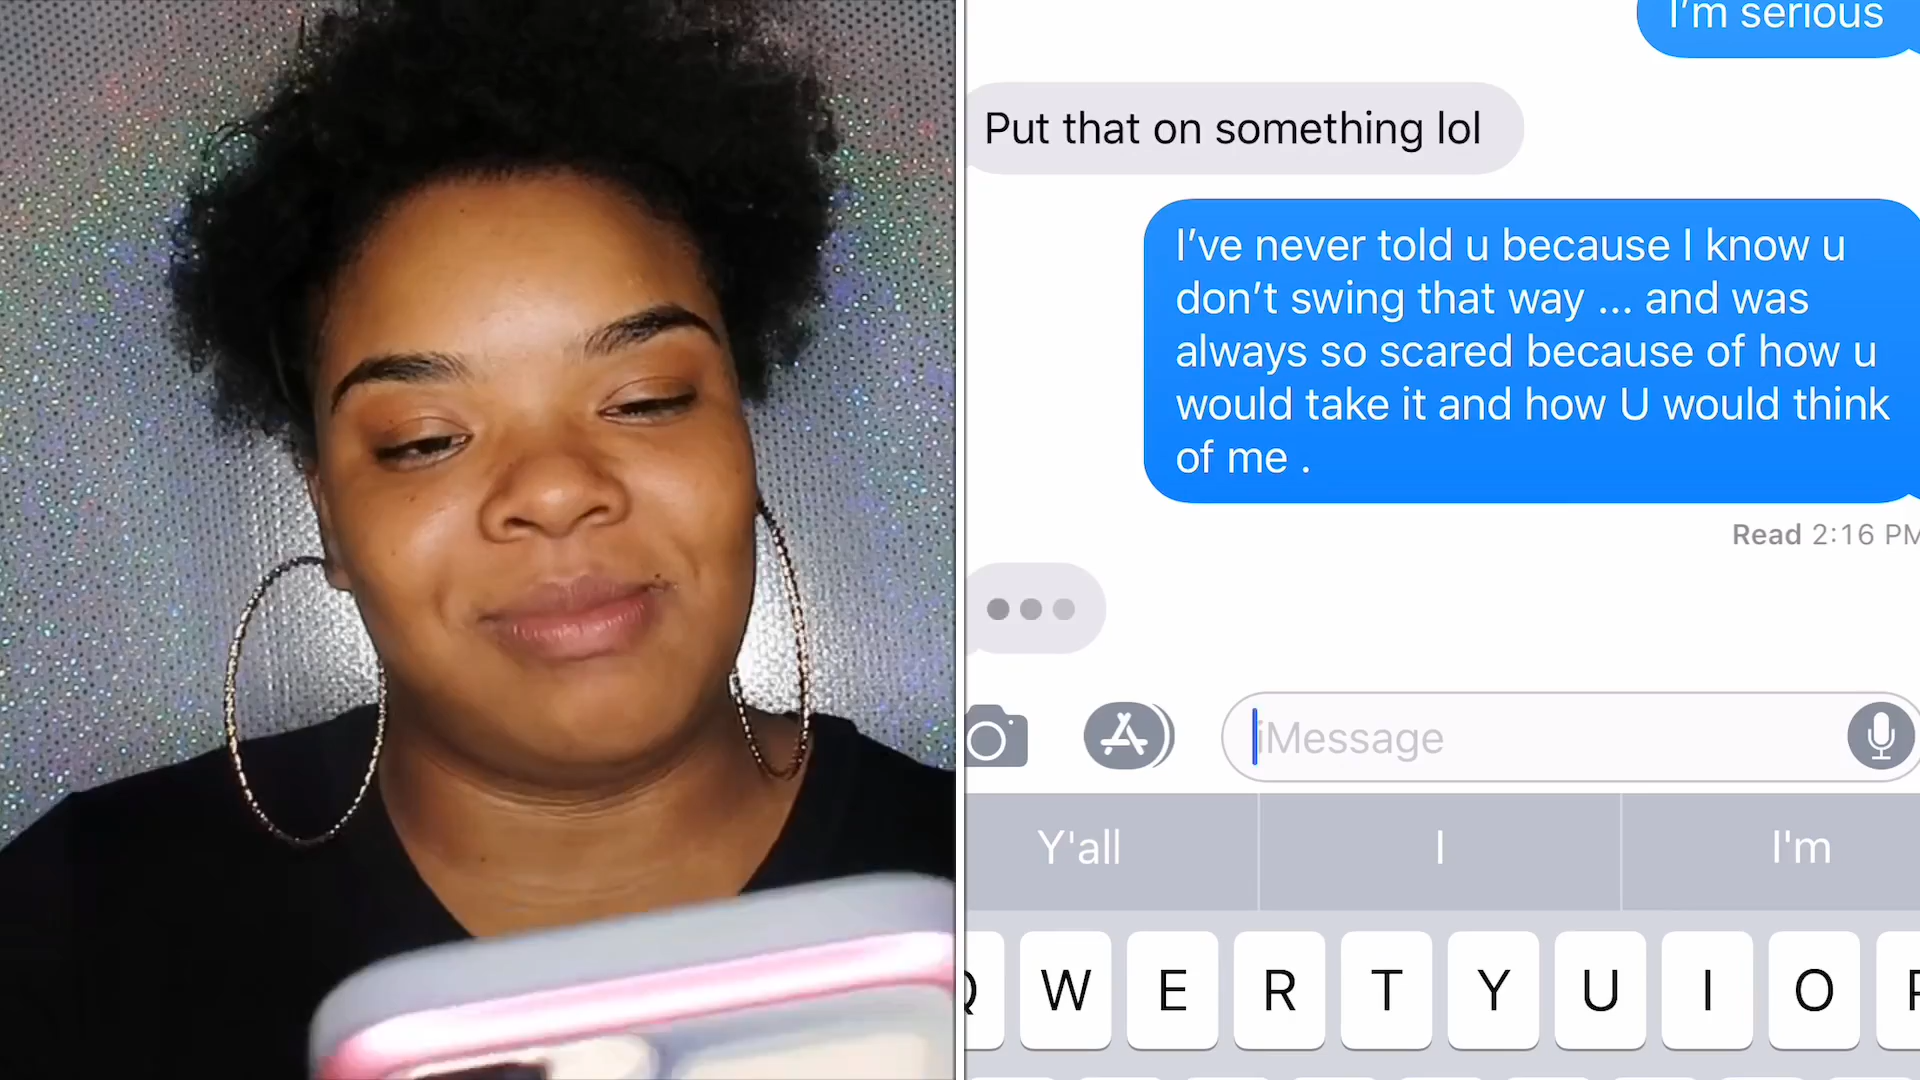 I'm serious
Put that on something lol
I've never told u because I know u
don't swing that way ... and was
always so scared because of how u
would take it and how U would think
of me .
Read 2:16 PM
iMessage
Y'all I I'm
Q W E R T Y U I O P